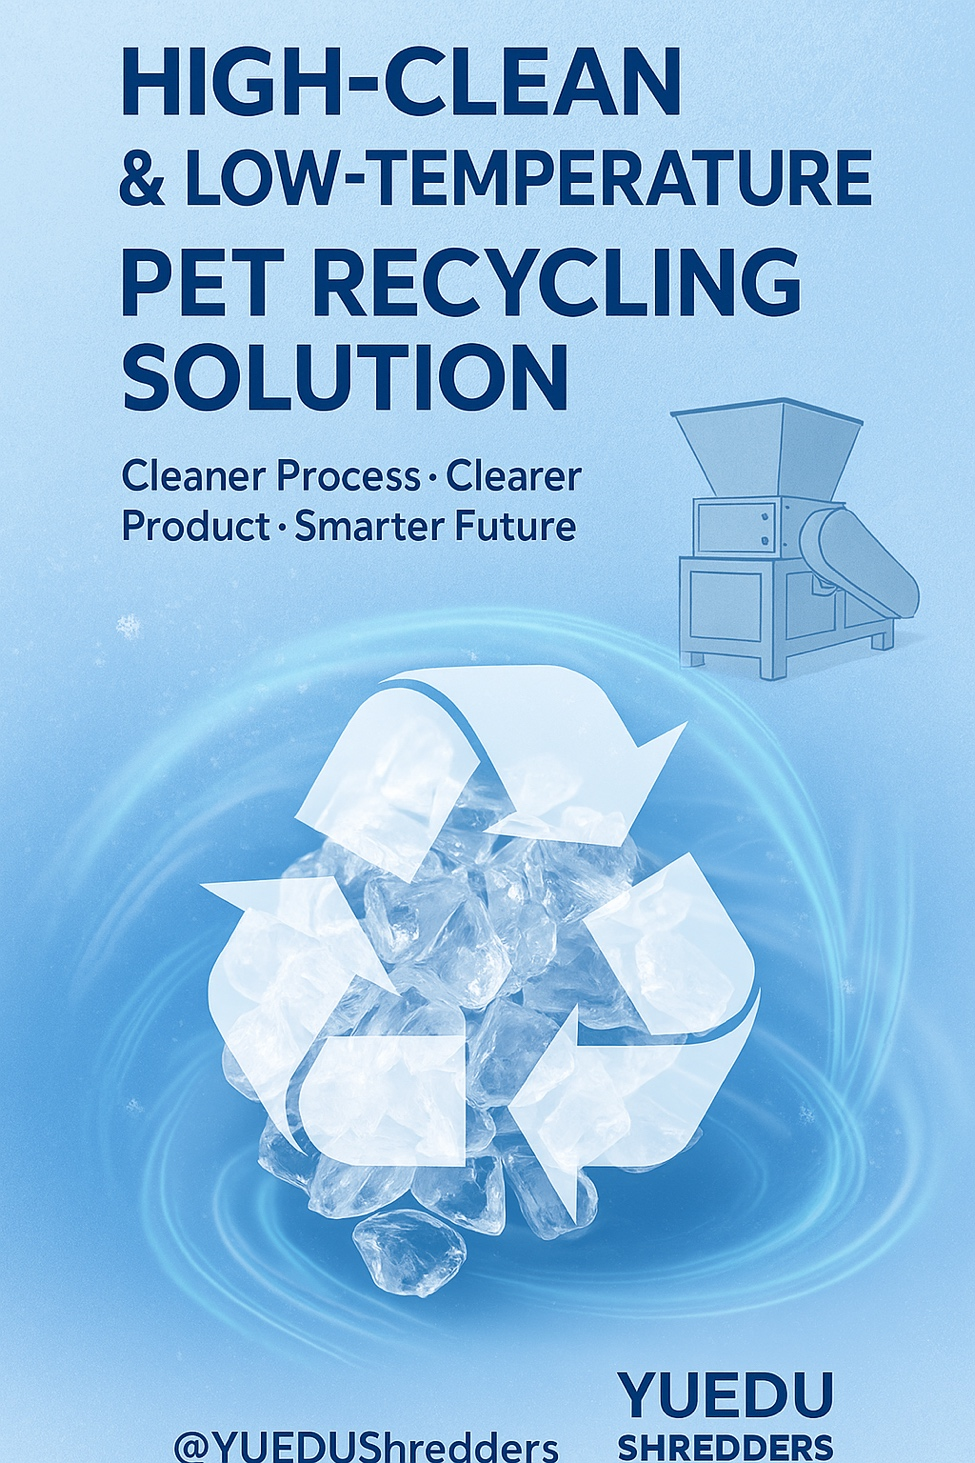 HIGH-CLEAN
& LOW-TEMPERATURE
PET RECYCLING
SOLUTION
Cleaner Process · Clearer
Product · Smarter Future
YUEDU
@YUEDUShredders
SHREDDERS